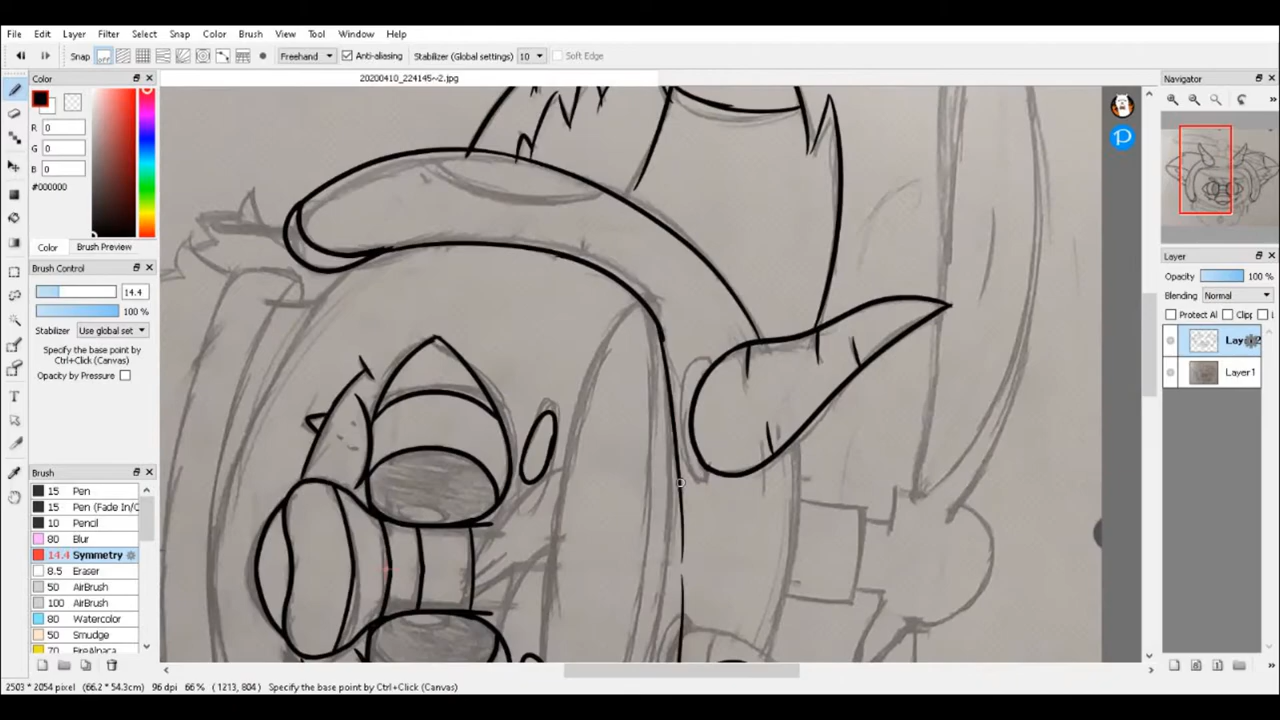 File Edit Layer Filter Select Snap Color Brush View Tool Window Help
Snap off Freehand Anti-aliasing Stabilizer (Global settings) 10 Soft Edge
Color
20200410_224145~2.jpg
Navigator
R 0
G 0
B 0
#000000
Color Brush Preview
Brush Control
14.4
100 %
Stabilizer Use global set
Specify the base point by
Ctrl+Click (Canvas)
Opacity by Pressure
Brush
15 Pen
15 Pen (Fade In/O
10 Pencil
80 Blur
14.4 Symmetry
8.5 Eraser
50 AirBrush
100 AirBrush
80 Watercolor
50 Smudge
70 FireAlpaca
Layer
Opacity 100 %
Blending Normal
Protect Al Clipp
Layer2
Layer1
2503 * 2054 pixel (66.2 * 54.3cm) 96 dpi 66 % ( 1213, 804 ) Specify the base point by Ctrl+Click (Canvas)